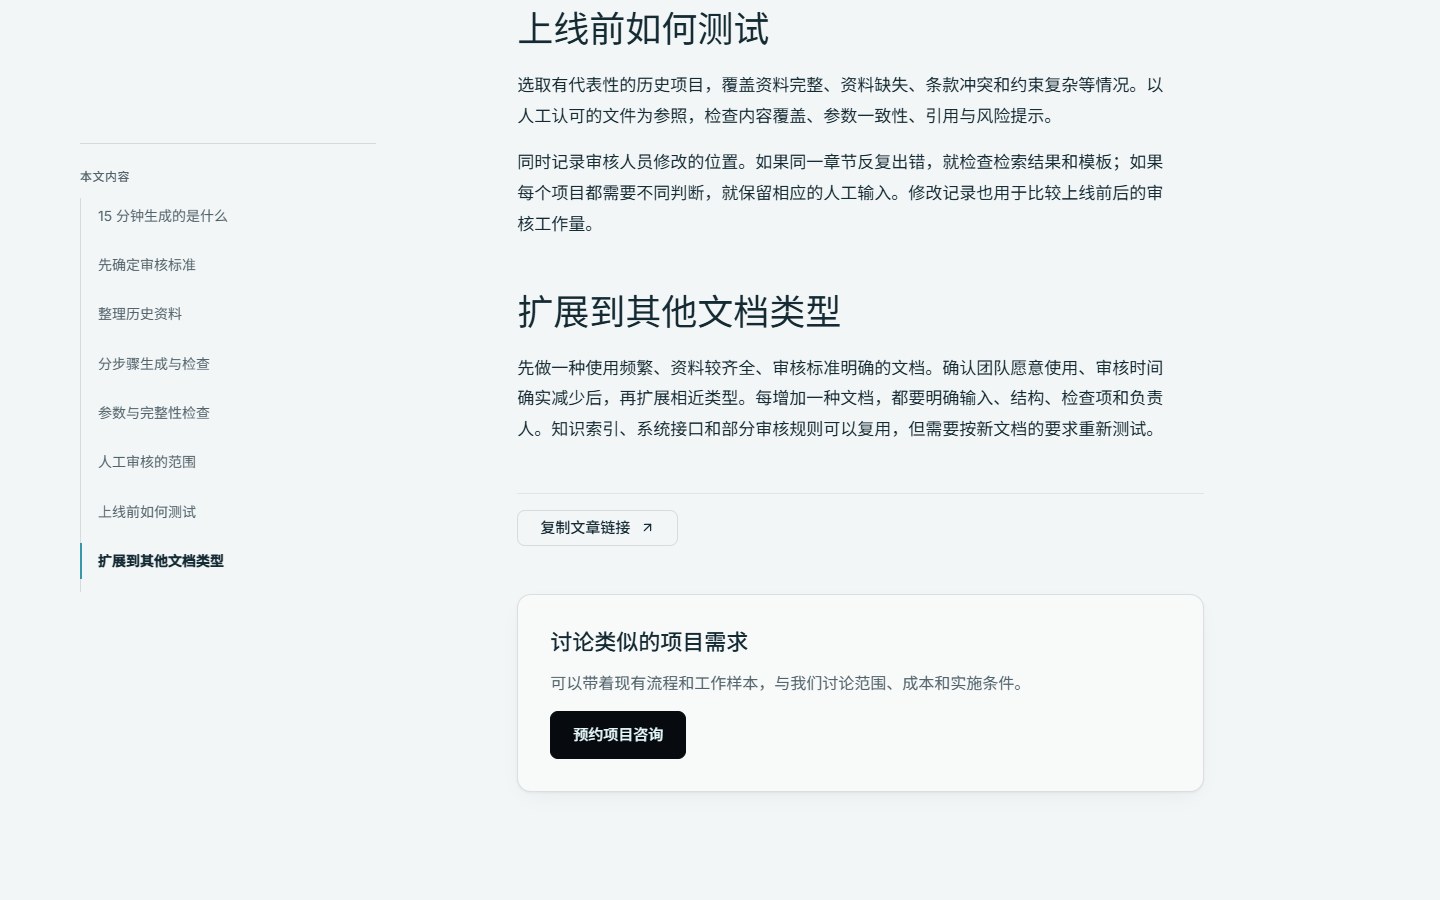 本文内容
15 分钟生成的是什么
先确定审核标准
整理历史资料
分步骤生成与检查
参数与完整性检查
人工审核的范围
上线前如何测试
扩展到其他文档类型
上线前如何测试
选取有代表性的历史项目，覆盖资料完整、资料缺失、条款冲突和约束复杂等情况。以
人工认可的文件为参照，检查内容覆盖、参数一致性、引用与风险提示。
同时记录审核人员修改的位置。如果同一章节反复出错，就检查检索结果和模板；如果
每个项目都需要不同判断，就保留相应的人工输入。修改记录也用于比较上线前后的审
核工作量。
扩展到其他文档类型
先做一种使用频繁、资料较齐全、审核标准明确的文档。确认团队愿意使用、审核时间
确实减少后，再扩展相近类型。每增加一种文档，都要明确输入、结构、检查项和负责
人。知识索引、系统接口和部分审核规则可以复用，但需要按新文档的要求重新测试。
复制文章链接
讨论类似的项目需求
可以带着现有流程和工作样本，与我们讨论范围、成本和实施条件。
预约项目咨询